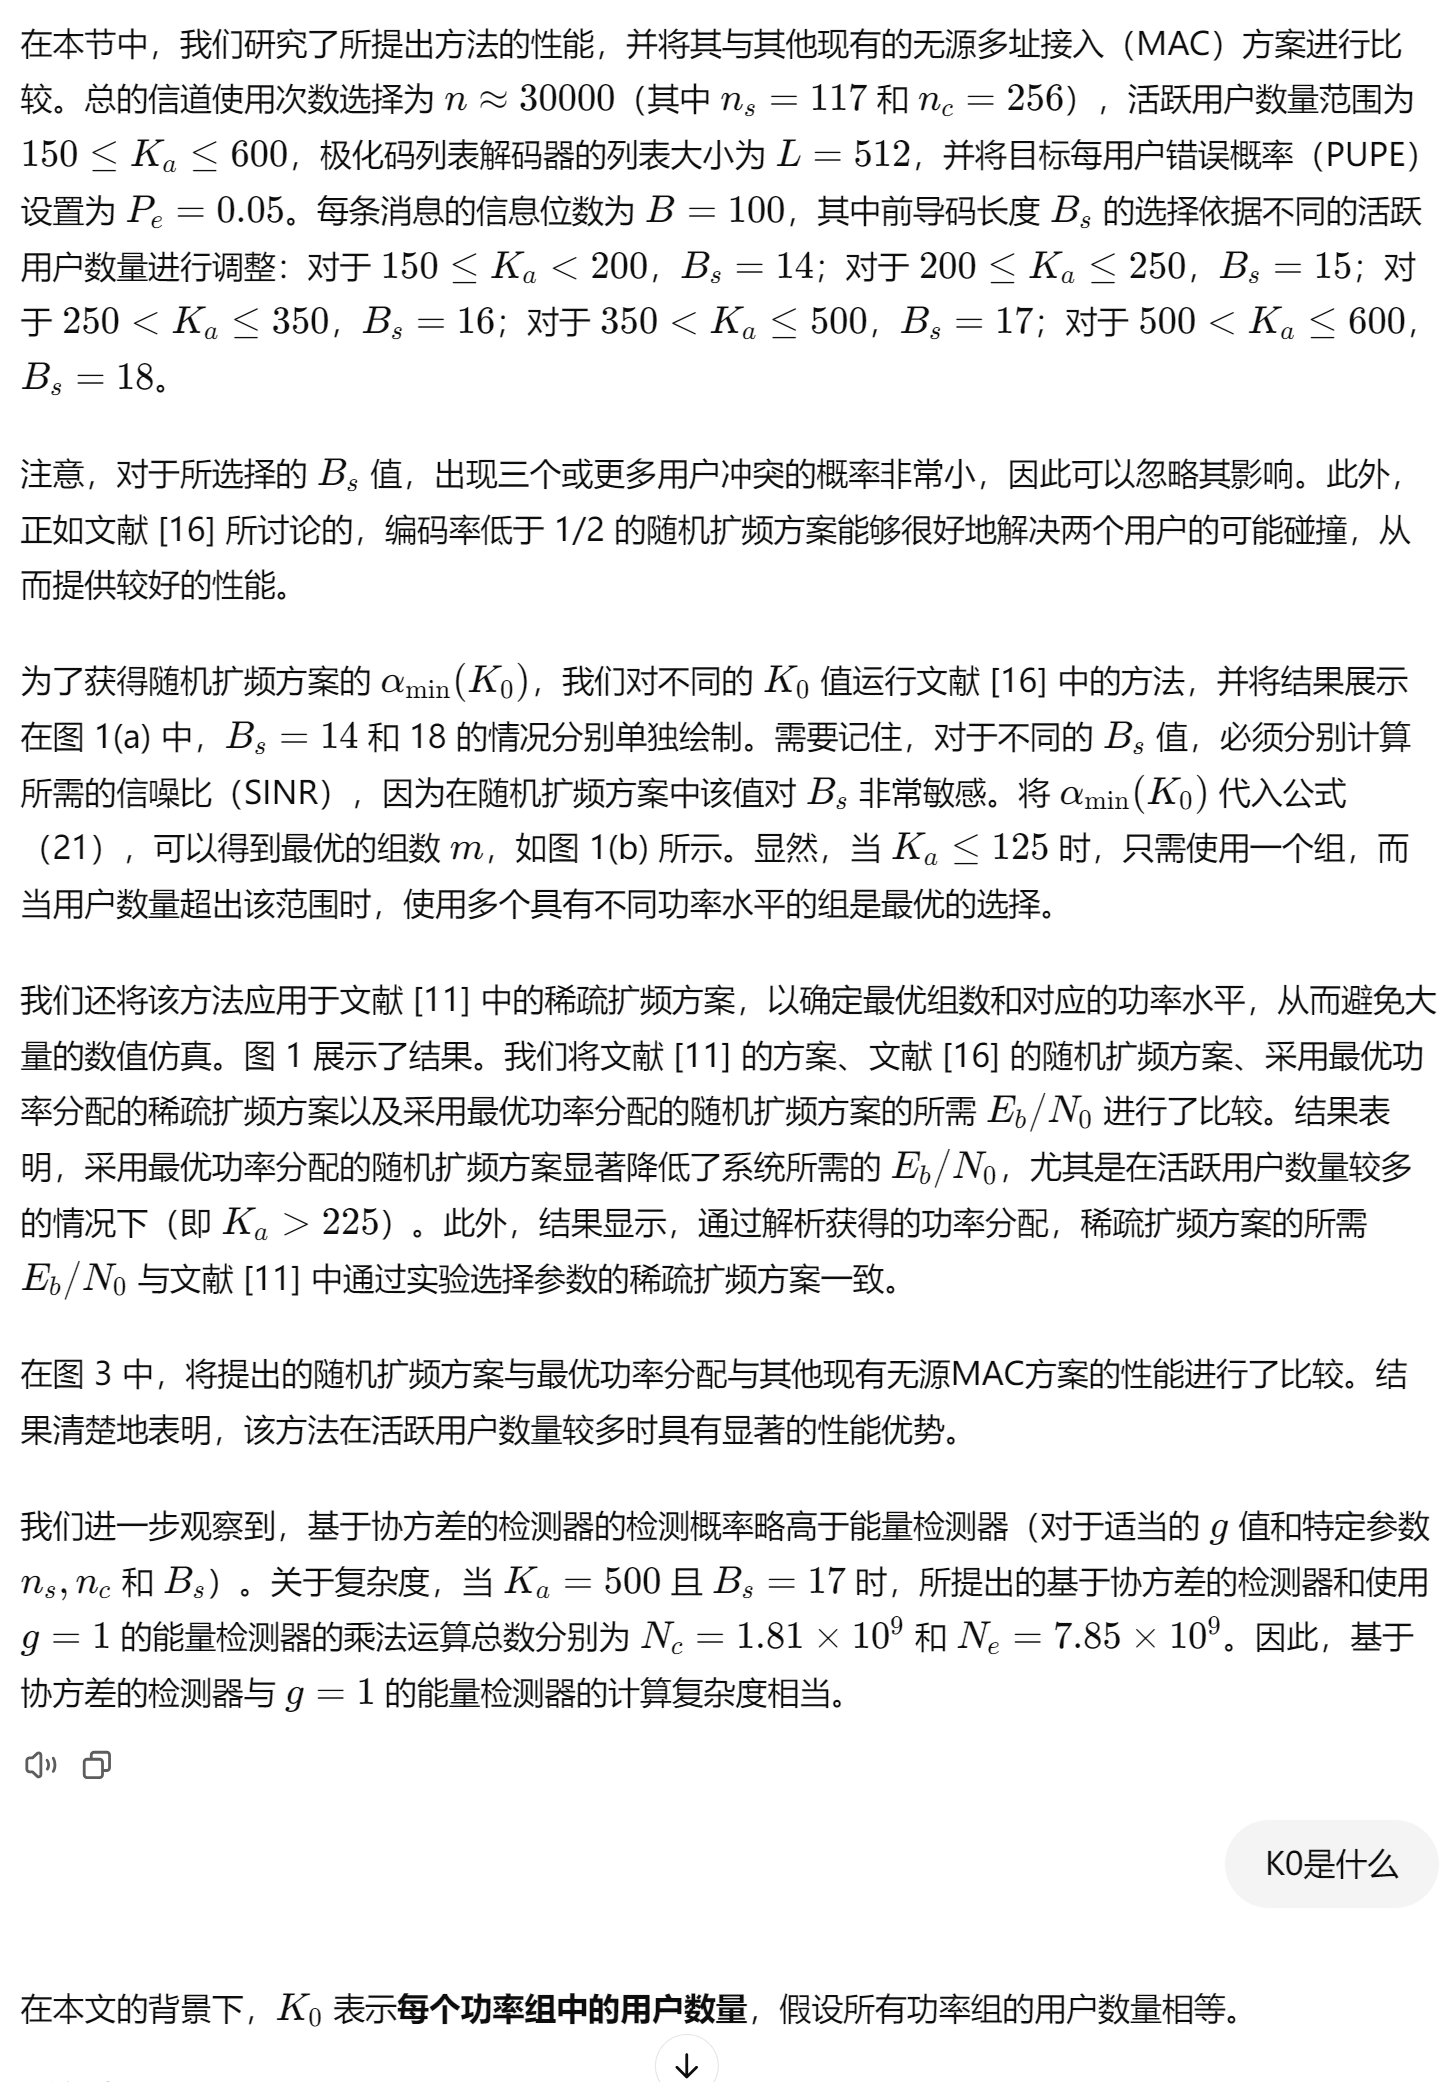 在本节中，我们研究了所提出方法的性能，并将其与其他现有的无源多址接入（MAC）方案进行比
较。总的信道使用次数选择为 n ≈ 30000（其中 n_s = 117 和 n_c = 256），活跃用户数量范围为
150 ≤ K_a ≤ 600，极化码列表解码器的列表大小为 L = 512，并将目标每用户错误概率（PUPE）
设置为 P_e = 0.05。每条消息的信息位数为 B = 100，其中前导码长度 B_s 的选择依据不同的活跃
用户数量进行调整：对于 150 ≤ K_a < 200，B_s = 14；对于 200 ≤ K_a ≤ 250，B_s = 15；对
于 250 < K_a ≤ 350，B_s = 16；对于 350 < K_a ≤ 500，B_s = 17；对于 500 < K_a ≤ 600，
B_s = 18。
注意，对于所选择的 B_s 值，出现三个或更多用户冲突的概率非常小，因此可以忽略其影响。此外，
正如文献 [16] 所讨论的，编码率低于 1/2 的随机扩频方案能够很好地解决两个用户的可能碰撞，从
而提供较好的性能。
为了获得随机扩频方案的 α_min(K_0)，我们对不同的 K_0 值运行文献 [16] 中的方法，并将结果展示
在图 1(a) 中，B_s = 14 和 18 的情况分别单独绘制。需要记住，对于不同的 B_s 值，必须分别计算
所需的信噪比（SINR），因为在随机扩频方案中该值对 B_s 非常敏感。将 α_min(K_0) 代入公式
（21），可以得到最优的组数 m，如图 1(b) 所示。显然，当 K_a ≤ 125 时，只需使用一个组，而
当用户数量超出该范围时，使用多个具有不同功率水平的组是最优的选择。
我们还将该方法应用于文献 [11] 中的稀疏扩频方案，以确定最优组数和对应的功率水平，从而避免大
量的数值仿真。图 1 展示了结果。我们将文献 [11] 的方案、文献 [16] 的随机扩频方案、采用最优功
率分配的稀疏扩频方案以及采用最优功率分配的随机扩频方案的所需 E_b/N_0 进行了比较。结果表
明，采用最优功率分配的随机扩频方案显著降低了系统所需的 E_b/N_0，尤其是在活跃用户数量较多
的情况下（即 K_a > 225）。此外，结果显示，通过解析获得的功率分配，稀疏扩频方案的所需
E_b/N_0 与文献 [11] 中通过实验选择参数的稀疏扩频方案一致。
在图 3 中，将提出的随机扩频方案与最优功率分配与其他现有无源MAC方案的性能进行了比较。结
果清楚地表明，该方法在活跃用户数量较多时具有显著的性能优势。
我们进一步观察到，基于协方差的检测器的检测概率略高于能量检测器（对于适当的 g 值和特定参数
n_s, n_c 和 B_s）。关于复杂度，当 K_a = 500 且 B_s = 17 时，所提出的基于协方差的检测器和使用
g = 1 的能量检测器的乘法运算总数分别为 N_c = 1.81 × 10^9 和 N_e = 7.85 × 10^9。因此，基于
协方差的检测器与 g = 1 的能量检测器的计算复杂度相当。
K0是什么
在本文的背景下，K_0 表示每个功率组中的用户数量，假设所有功率组的用户数量相等。